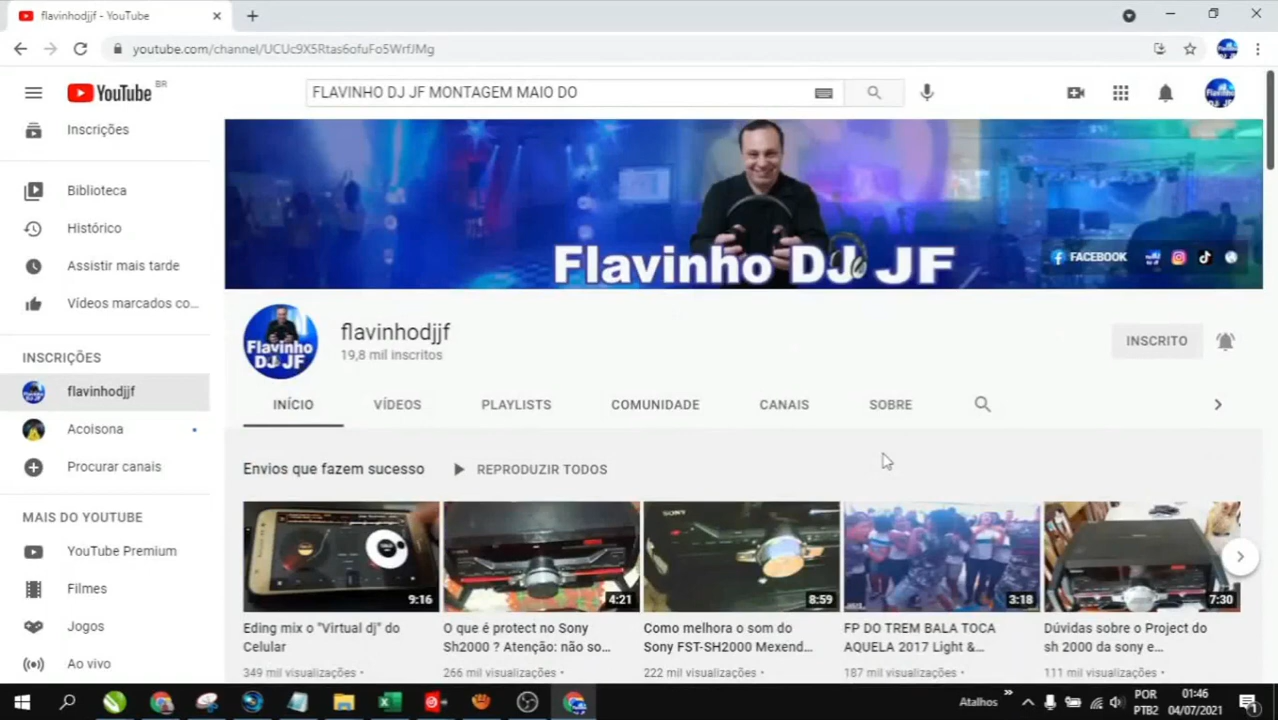 flavinhodjjf - YouTube
youtube.com/channel/UCUc9X5Rtas6ofuFo5WrfJMg
YouTube BR
FLAVINHO DJ JF MONTAGEM MAIO DO
Inscrições
Biblioteca
Histórico
Assistir mais tarde
Vídeos marcados co...
INSCRIÇÕES
flavinhodjjf
Acoisona
Procurar canais
MAIS DO YOUTUBE
YouTube Premium
Filmes
Jogos
Ao vivo
Flavinho DJ JF
FACEBOOK
Flavinho
DJ JF
flavinhodjjf
19,8 mil inscritos
INSCRITO
INÍCIO VÍDEOS PLAYLISTS COMUNIDADE CANAIS SOBRE
Envios que fazem sucesso REPRODUZIR TODOS
SONY
9:16 4:21 8:59 3:18 7:30
Eding mix o "Virtual dj" do
Celular
349 mil visualizações •
O que é protect no Sony
Sh2000 ? Atenção: não so...
266 mil visualizações •
Como melhora o som do
Sony FST-SH2000 Mexend...
222 mil visualizações •
FP DO TREM BALA TOCA
AQUELA 2017 Light &...
187 mil visualizações •
Dúvidas sobre o Project do
sh 2000 da sony e...
111 mil visualizações •
Atalhos
POR
PTB2
01:46
04/07/2021
1